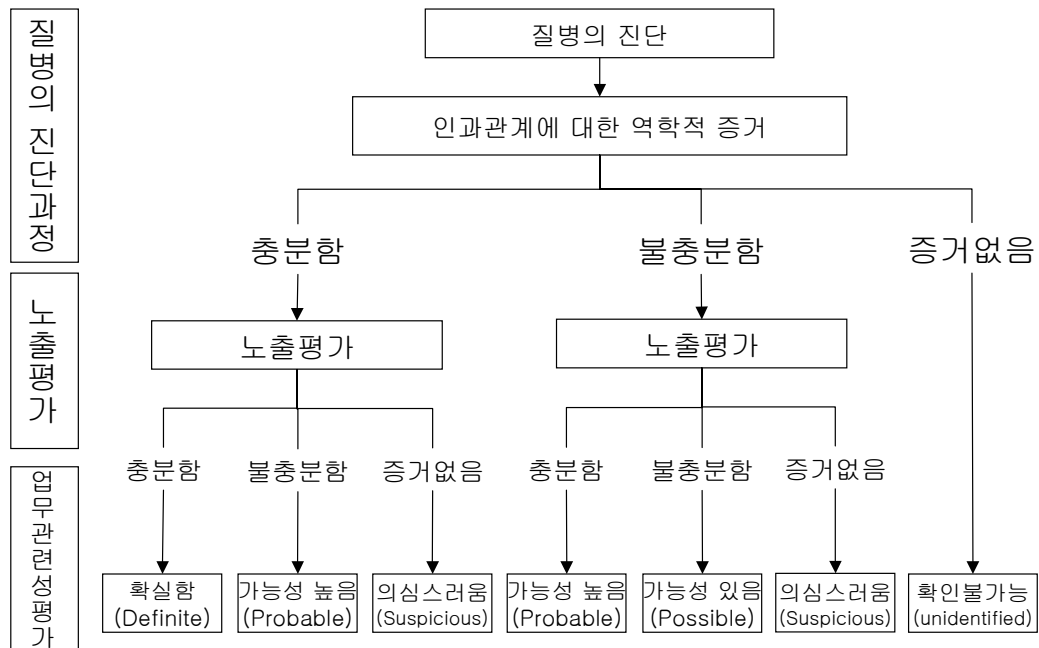 질병의 진단과정
질병의 진단
인과관계에 대한 역학적 증거
충분함
불충분함
증거없음
노출평가
노출평가
노출평가
충분함
불충분함
증거없음
충분함
불충분함
증거없음
업무관련성평가
확실함
(Definite)
가능성 높음
(Probable)
의심스러움
(Suspicious)
가능성 높음
(Probable)
가능성 있음
(Possible)
의심스러움
(Suspicious)
확인불가능
(unidentified)